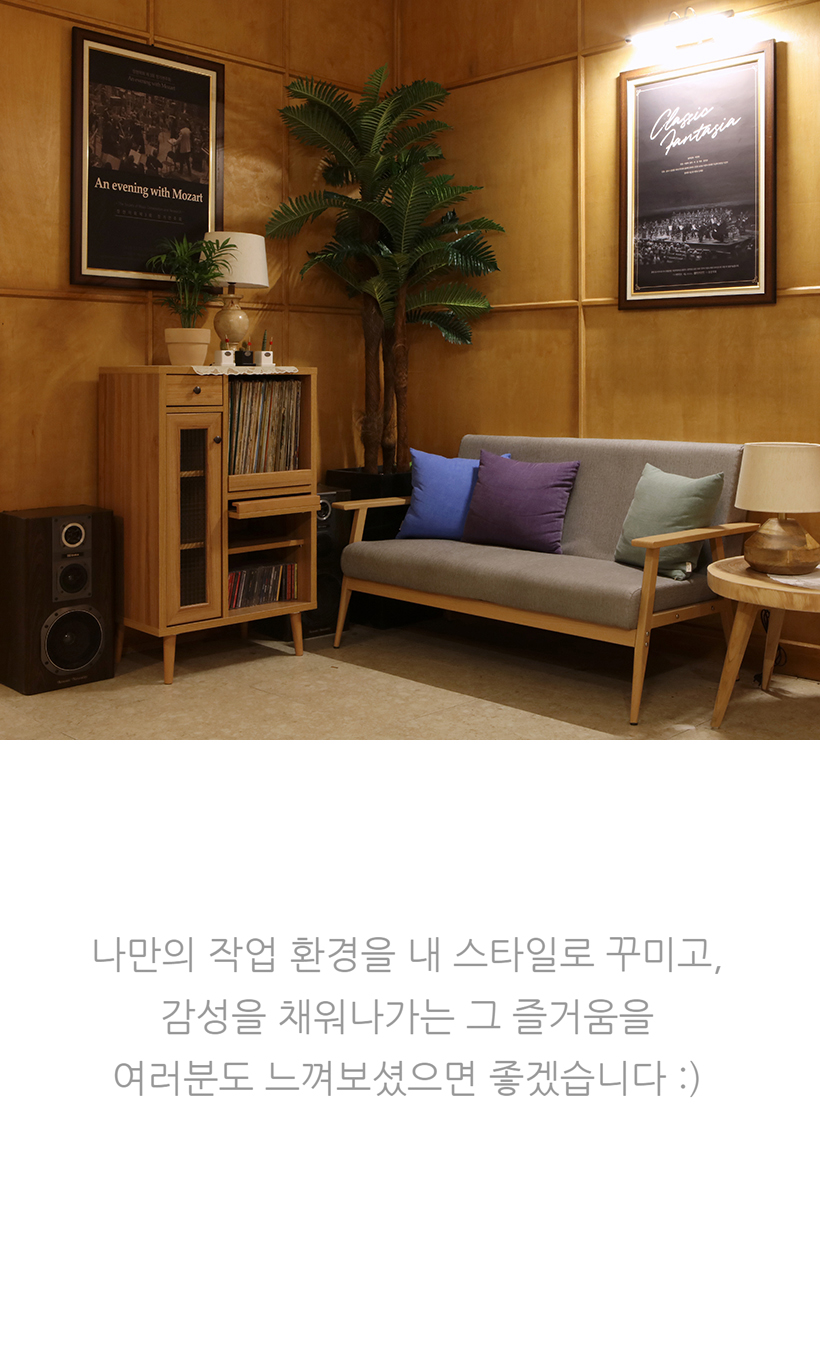 An evening with Mozart
Classic
Fantasia
나만의 작업 환경을 내 스타일로 꾸미고,
감성을 채워나가는 그 즐거움을
여러분도 느껴보셨으면 좋겠습니다 :)